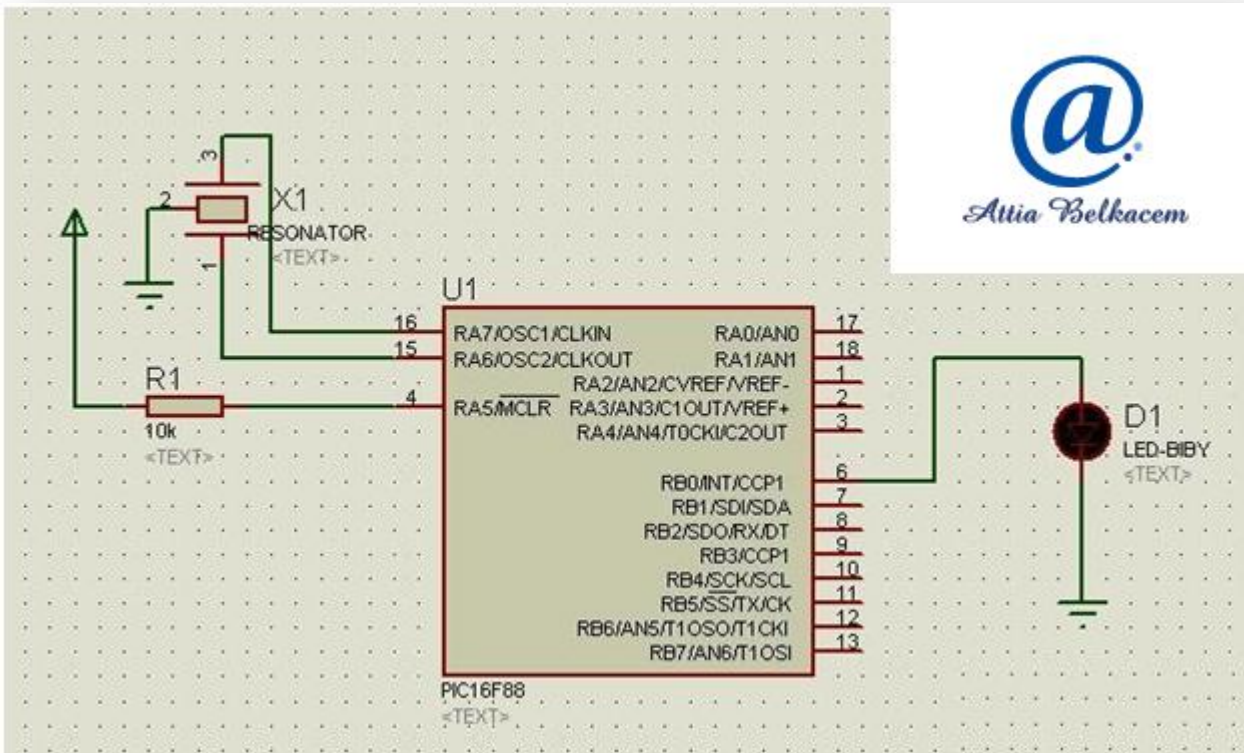 @
Attia Belkacem
3
2
X1
RESONATOR
<TEXT>
1
U1
16
RA7/OSC1/CLKIN
15
RA6/OSC2/CLKOUT
R1
10k
<TEXT>
4
RA5/MCLR
RA0/AN0
17
RA1/AN1
18
RA2/AN2/CVREF/VREF-
1
RA3/AN3/C1OUT/VREF+
2
RA4/AN4/T0CKI/C2OUT
3
RB0/INT/CCP1
6
RB1/SDI/SDA
7
RB2/SDO/RX/DT
8
RB3/CCP1
9
RB4/SCK/SCL
10
RB5/SS/TX/CK
11
RB6/AN5/T1OSO/T1CKI
12
RB7/AN6/T1OSI
13
PIC16F88
<TEXT>
D1
LED-BIBY
<TEXT>